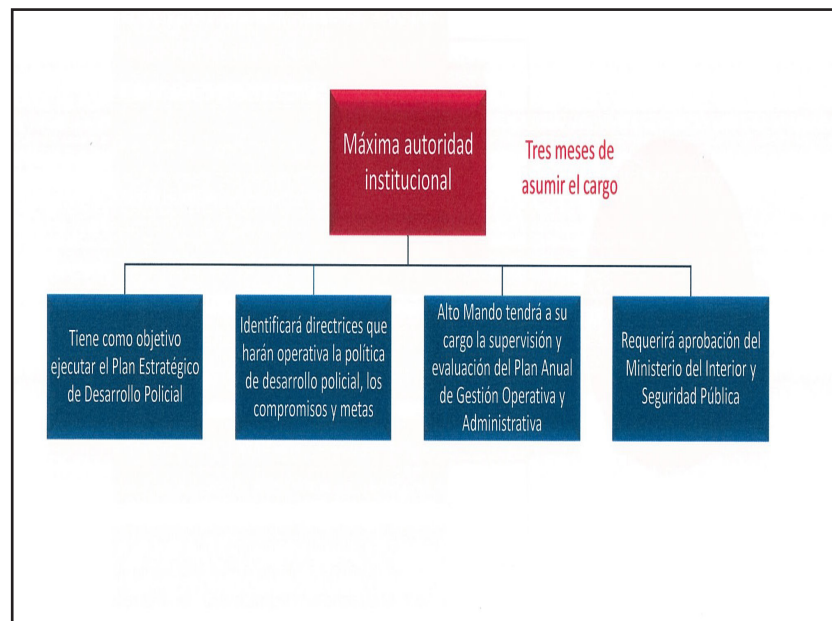 Máxima autoridad
institucional
Tres meses de
asumir el cargo
Tiene como objetivo
ejecutar el Plan Estratégico
de Desarrollo Policial
Identificará directrices que
harán operativa la política
de desarrollo policial, los
compromisos y metas
Alto Mando tendrá a su
cargo la supervisión y
evaluación del Plan Anual
de Gestión Operativa y
Administrativa
Requerirá aprobación del
Ministerio del Interior y
Seguridad Pública